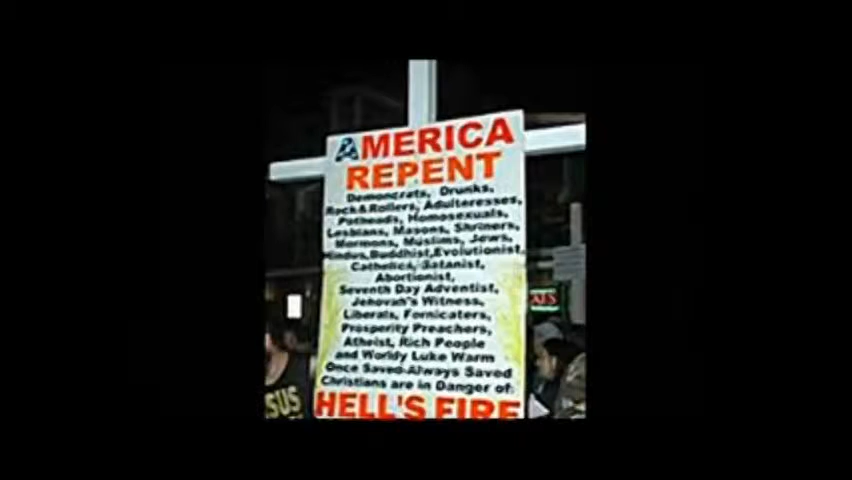 AMERICA
REPENT
Demoncrats, Drunks,
Rock&Rollers, Adulteresses,
Potheads, Homosexuals,
Lesbians, Masons, Shriners,
Mormons, Muslims, Jews,
Hindus,Buddhist,Evolutionist,
Catholics, Satanist,
Abortionist,
Seventh Day Adventist,
Jehovah's Witness,
Liberals, Fornicaters,
Prosperity Preachers,
Atheist, Rich People
and Worldy Luke Warm
Once Saved-Always Saved
Christians are in Danger of:
HELL'S FIRE
SUS